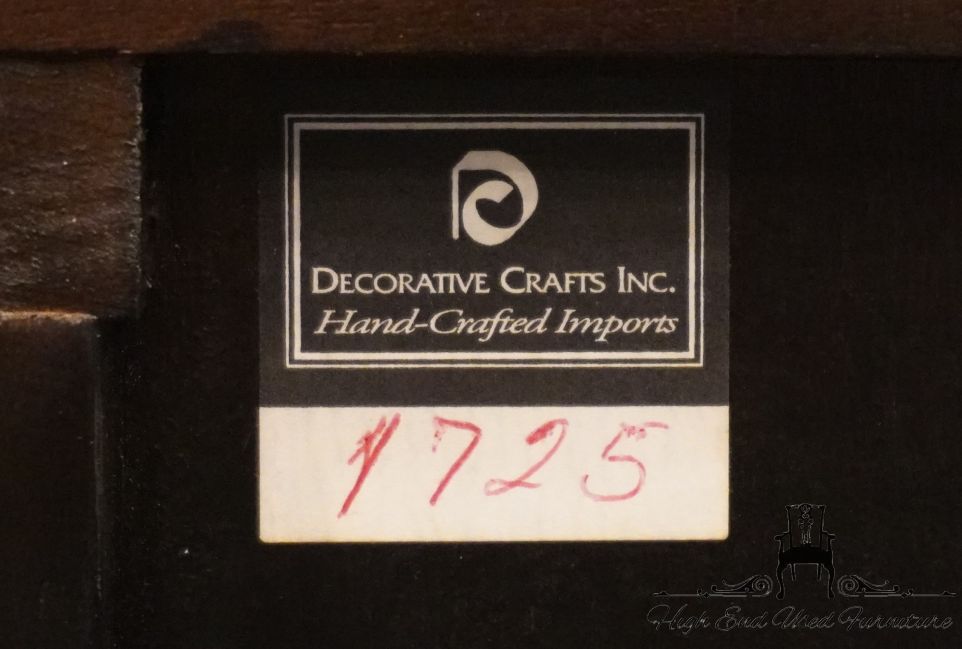 DECORATIVE CRAFTS INC.
Hand-Crafted Imports
1725
High End Used Furniture